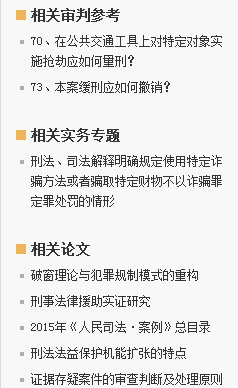 相关审判参考
70、在公共交通工具上对特定对象实
施抢劫应如何量刑?
73、本案缓刑应如何撤销?
相关实务专题
刑法、司法解释明确规定使用特定诈
骗方法或者骗取特定财物不以诈骗罪
定罪处罚的情形
相关论文
破窗理论与犯罪规制模式的重构
刑事法律援助实证研究
2015年《人民司法·案例》总目录
刑法法益保护机能扩张的特点
证据存疑案件的审查判断及处理原则